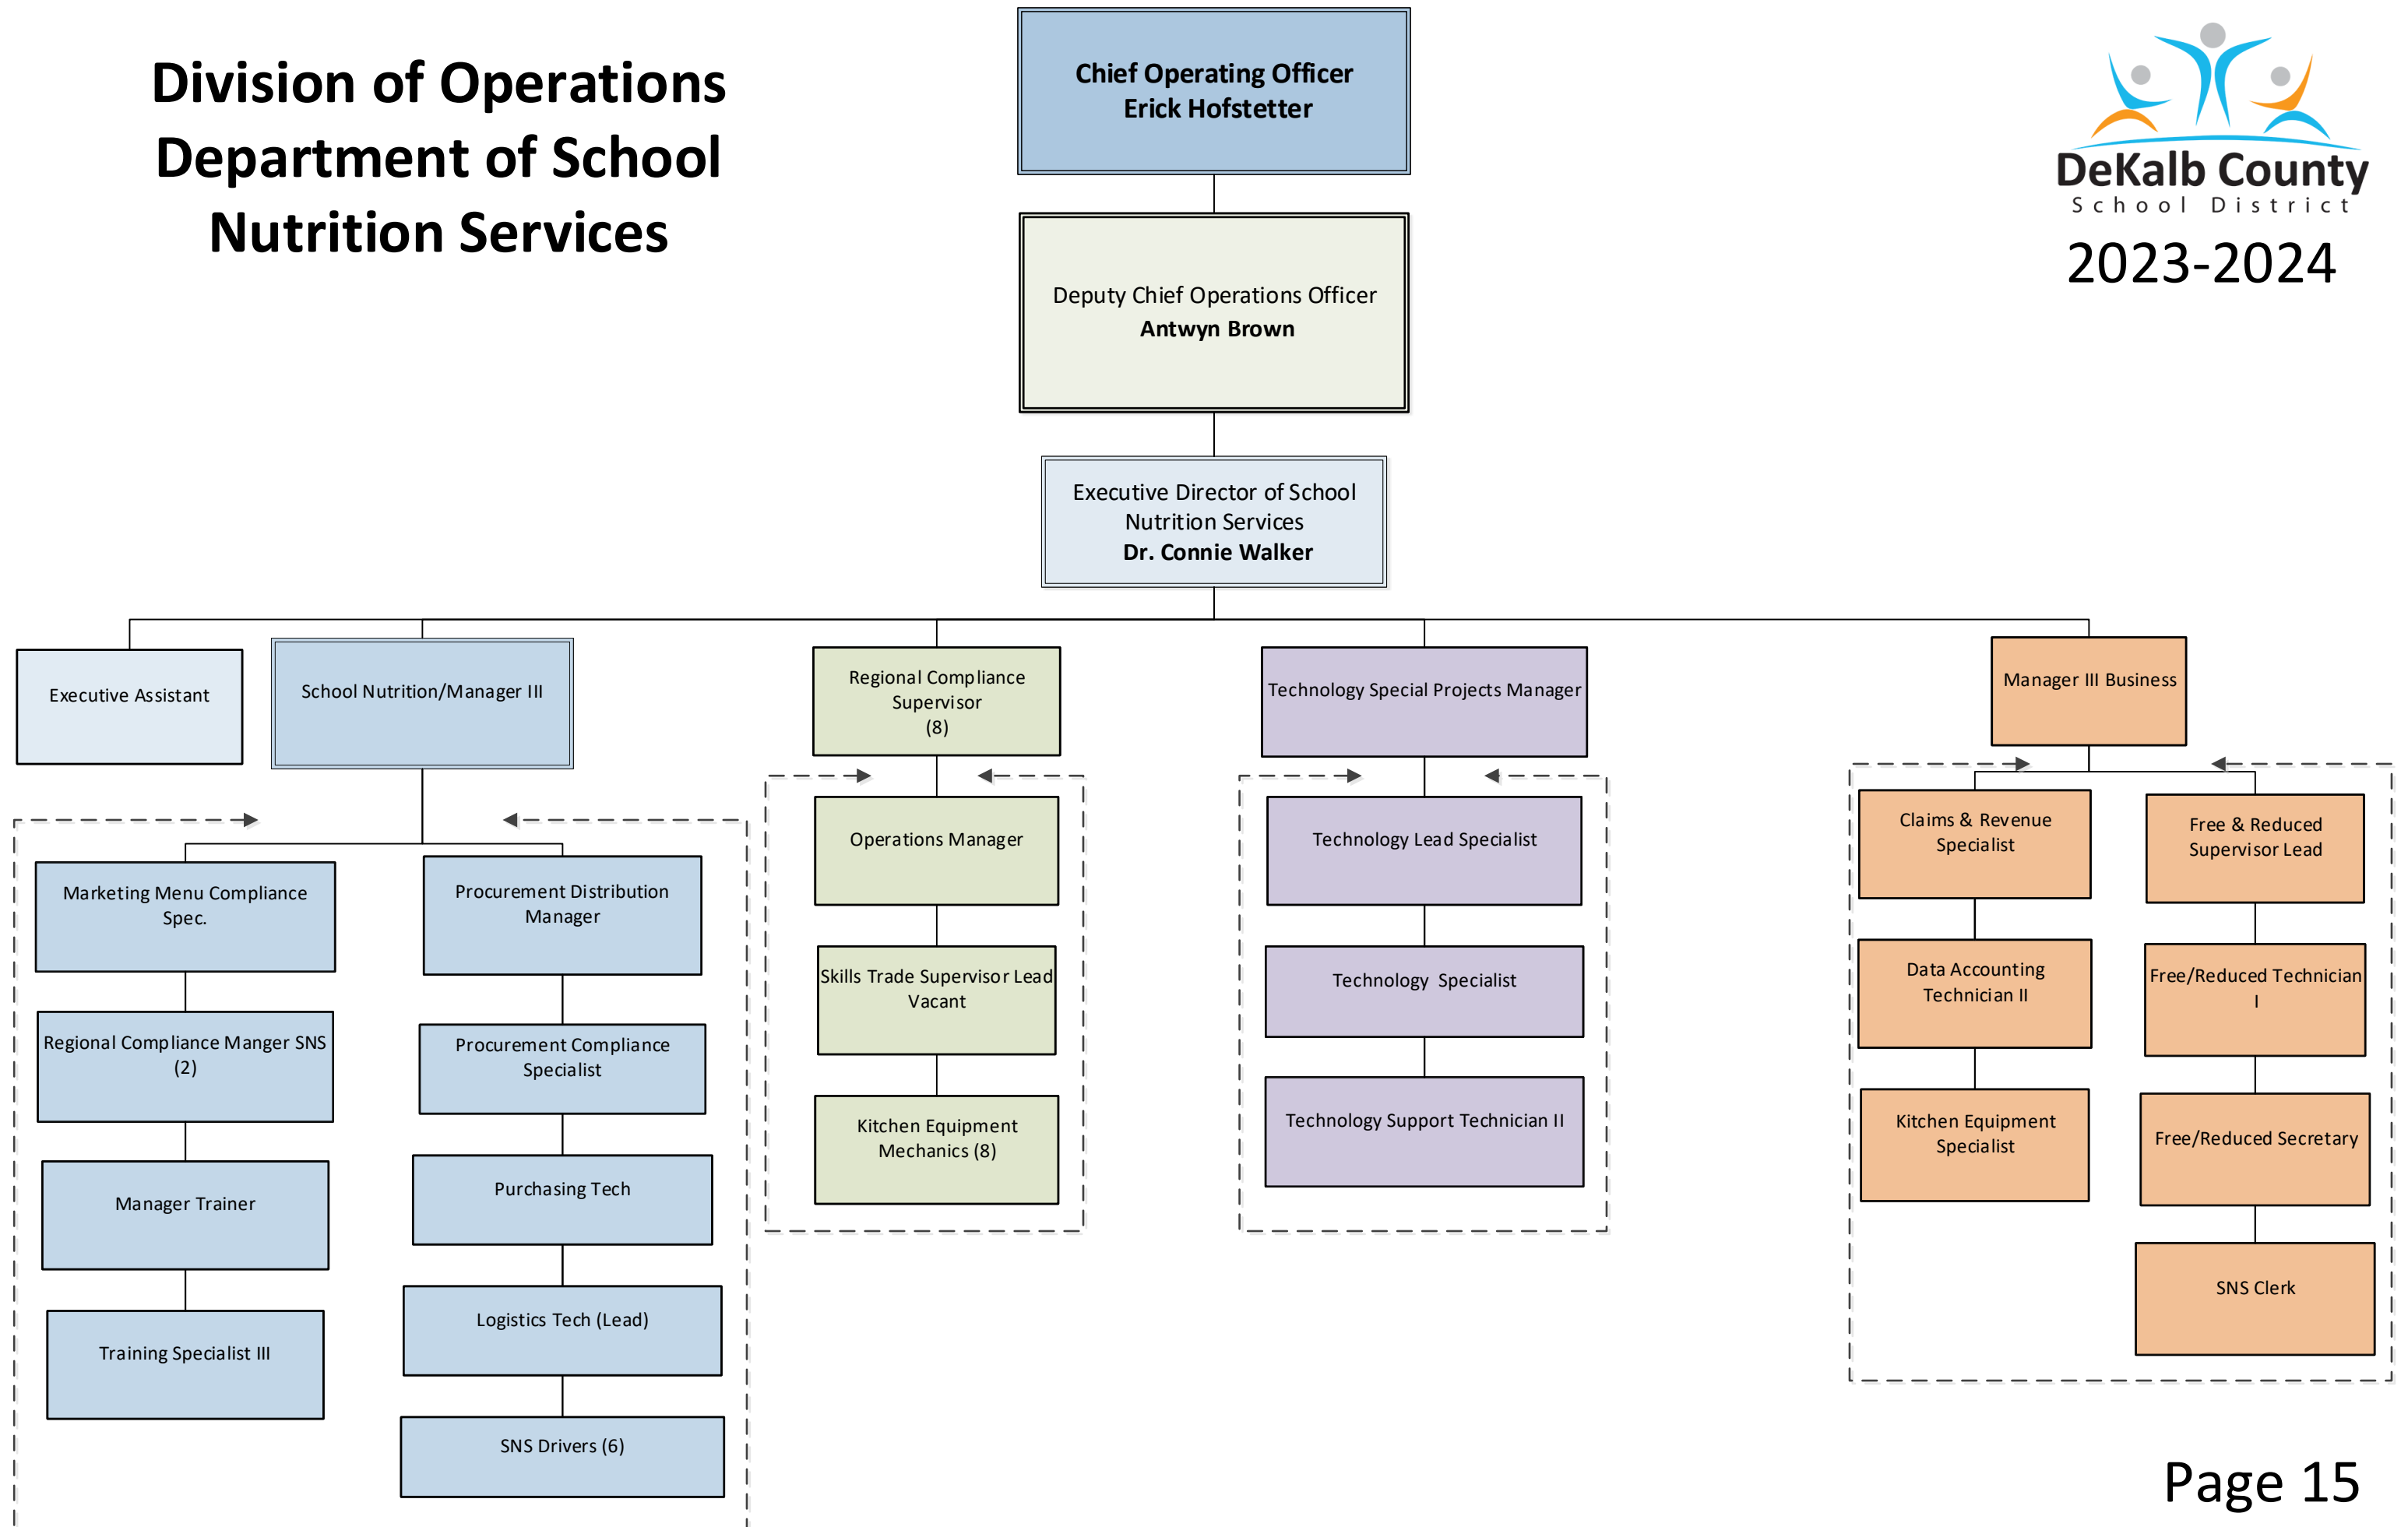 Division of Operations
Department of School
Nutrition Services
Chief Operating Officer
Erick Hofstetter
DeKalb County
School District
2023-2024
Deputy Chief Operations Officer
Antwyn Brown
Executive Director of School
Nutrition Services
Dr. Connie Walker
Executive Assistant
School Nutrition/Manager III
Regional Compliance
Supervisor
(8)
Technology Special Projects Manager
Manager III Business
Marketing Menu Compliance
Spec.
Regional Compliance Manger SNS
(2)
Manager Trainer
Training Specialist III
Procurement Distribution
Manager
Procurement Compliance
Specialist
Purchasing Tech
Logistics Tech (Lead)
SNS Drivers (6)
Operations Manager
Skills Trade Supervisor Lead
Vacant
Kitchen Equipment
Mechanics (8)
Technology Lead Specialist
Technology  Specialist
Technology Support Technician II
Claims & Revenue
Specialist
Data Accounting
Technician II
Kitchen Equipment
Specialist
Free & Reduced
Supervisor Lead
Free/Reduced Technician
I
Free/Reduced Secretary
SNS Clerk
Page 15